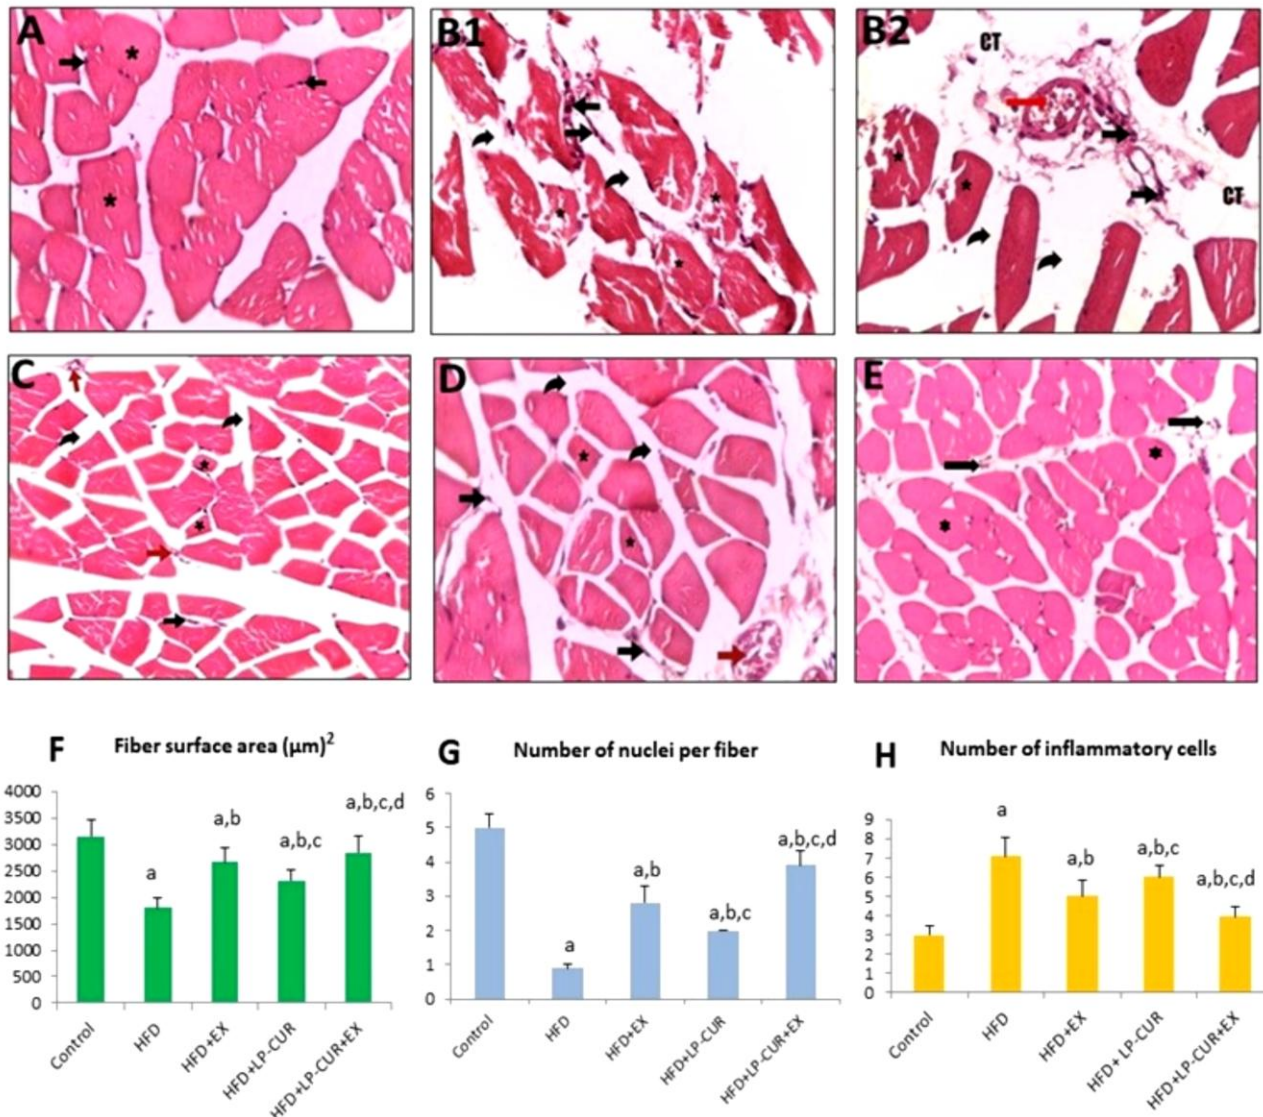 A
B1
B2
CT
CT
C
D
E
F
Fiber surface area (µm)²
4000
3500
3000
2500
2000
1500
1000
500
0
a
a,b
a,b,c
a,b,c,d
Control
HFD
HFD+EX
HFD+LP-CUR
HFD+LP-CUR+EX
G
Number of nuclei per fiber
6
5
4
3
2
1
0
a
a,b
a,b,c
a,b,c,d
Control
HFD
HFD+EX
HFD+LP-CUR
HFD+LP-CUR+EX
H
Number of inflammatory cells
9
8
7
6
5
4
3
2
1
0
a
a,b
a,b,c
a,b,c,d
Control
HFD
HFD+EX
HFD+ LP-CUR
HFD+LP-CUR+EX